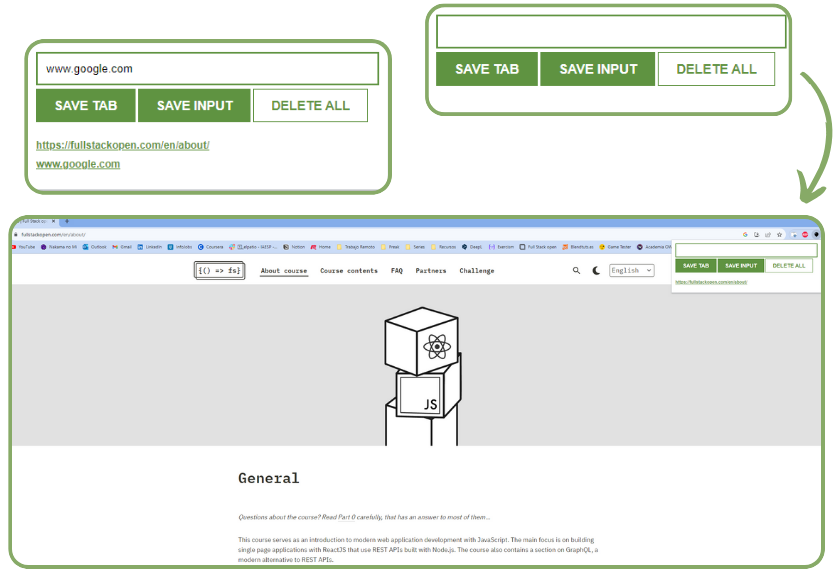 www.google.com
SAVE TAB SAVE INPUT DELETE ALL
https://fullstackopen.com/en/about/
www.google.com
SAVE TAB SAVE INPUT DELETE ALL
fullstackopen.com/en/about/
YouTube Outlook Gmail LinkedIn InfoJobs Coursera Notion Home Trabajo Remoto Freak Series Recursos DeepL Exercism Full Stack open Game Tester
SAVE TAB SAVE INPUT DELETE ALL
https://fullstackopen.com/en/about/
{() => fs} About course Course contents FAQ Partners Challenge English
JS
General
Questions about the course? Read Part 0 carefully, that has an answer to most of them...
This course serves as an introduction to modern web application development with JavaScript. The main focus is on building
single page applications with ReactJS that use REST APIs built with Node.js. The course also contains a section on GraphQL, a
modern alternative to REST APIs.